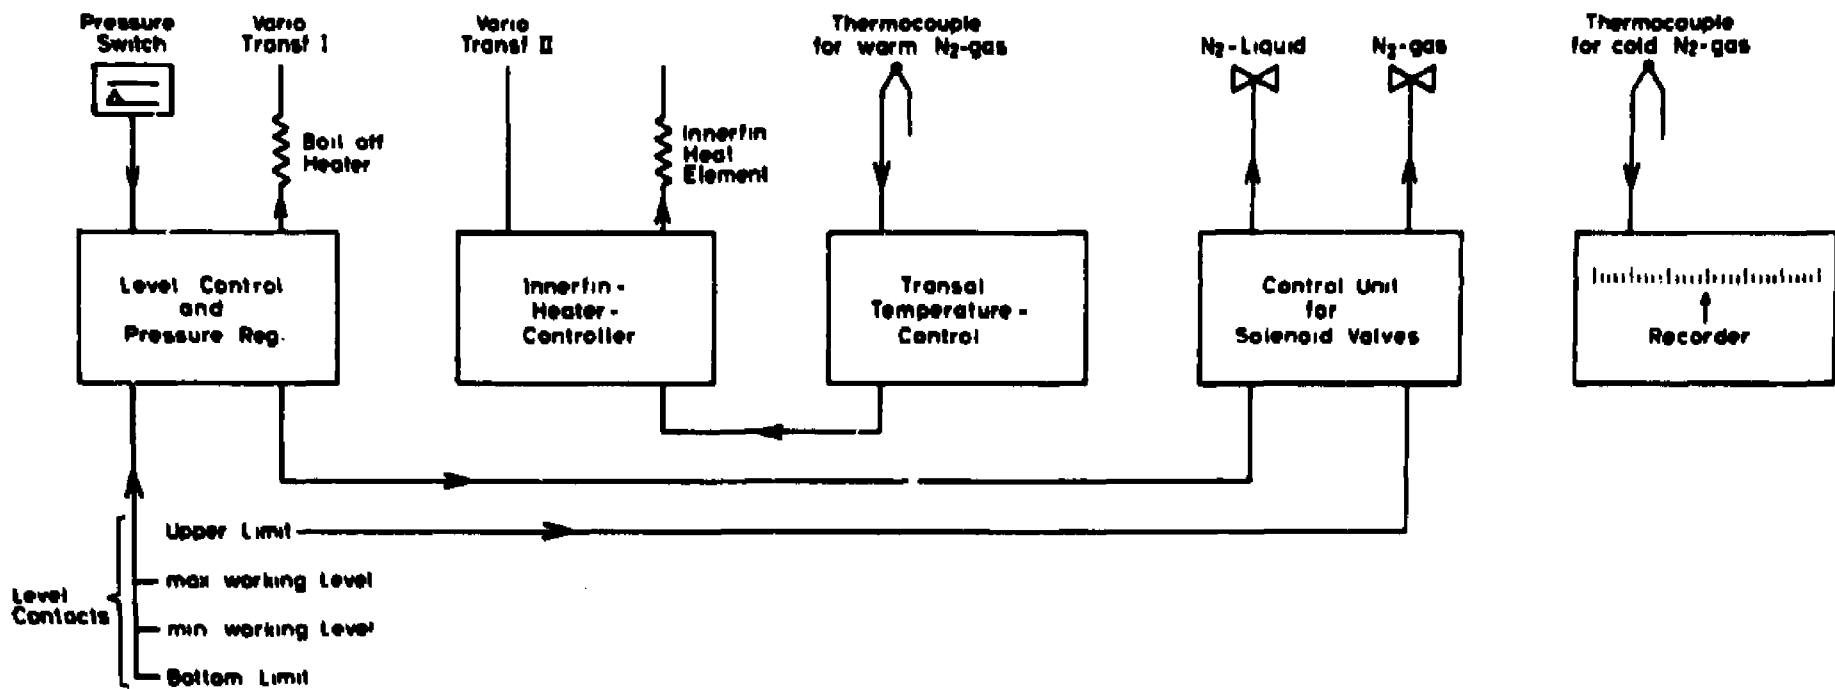 Pressure
Switch
Vario
Transf I
Vario
Transf II
Thermocouple
for warm N₂-gas
N₂-Liquid
N₂-gas
Thermocouple
for cold N₂-gas
Boil off
Heater
Innerfin
Heat
Element
Level Control
and
Pressure Reg.
Innerfin -
Heater -
Controller
Transal
Temperature -
Control
Control Unit
for
Solenoid Valves
Recorder
Level
Contacts
Upper Limit
max working Level
min working Level
Bottom Limit